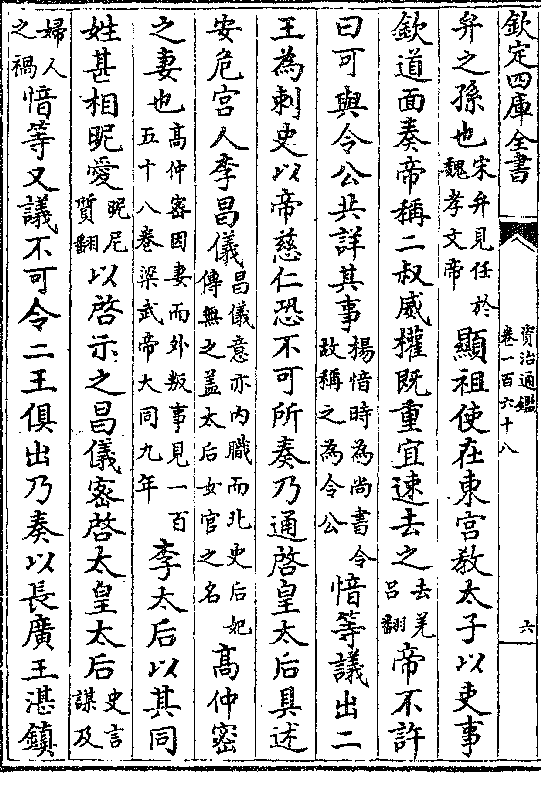 欽定四庫全書
資治通鑑
卷一百六十八
六
弁之孫也宋弁見任於魏孝文帝顯祖使在東宮教太子以吏事
欽道面奏帝稱二叔威權既重宜速去之去羌吕翻帝不許
曰可與令公共詳其事楊愔時為尚書令故稱之為令公愔等議出二
王為刺史以帝慈仁恐不可所奏乃通啓皇太后具述
安危宫人李昌儀昌儀意亦内職而北史后妃傳無之盖太后女官之名高仲密
之妻也高仲密因妻而外叛事見一百五十八卷梁武帝大同九年李太后以其同
姓甚相昵愛昵尼質翻以啓示之昌儀密啓太皇太后史言謀及
婦人之禍愔等又議不可令二王俱出乃奏以長廣王湛鎮